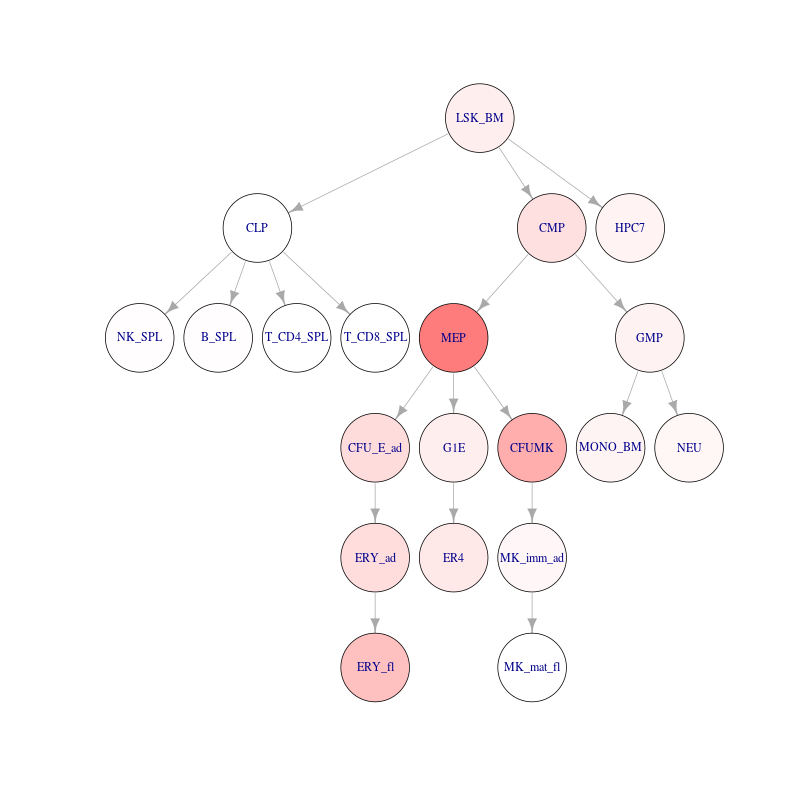 LSK_BM
CLP
CMP
HPC7
NK_SPL
B_SPL
T_CD4_SPL
T_CD8_SPL
MEP
GMP
CFU_E_ad
G1E
CFUMK
MONO_BM
NEU
ERY_ad
ER4
MK_imm_ad
ERY_fl
MK_mat_fl